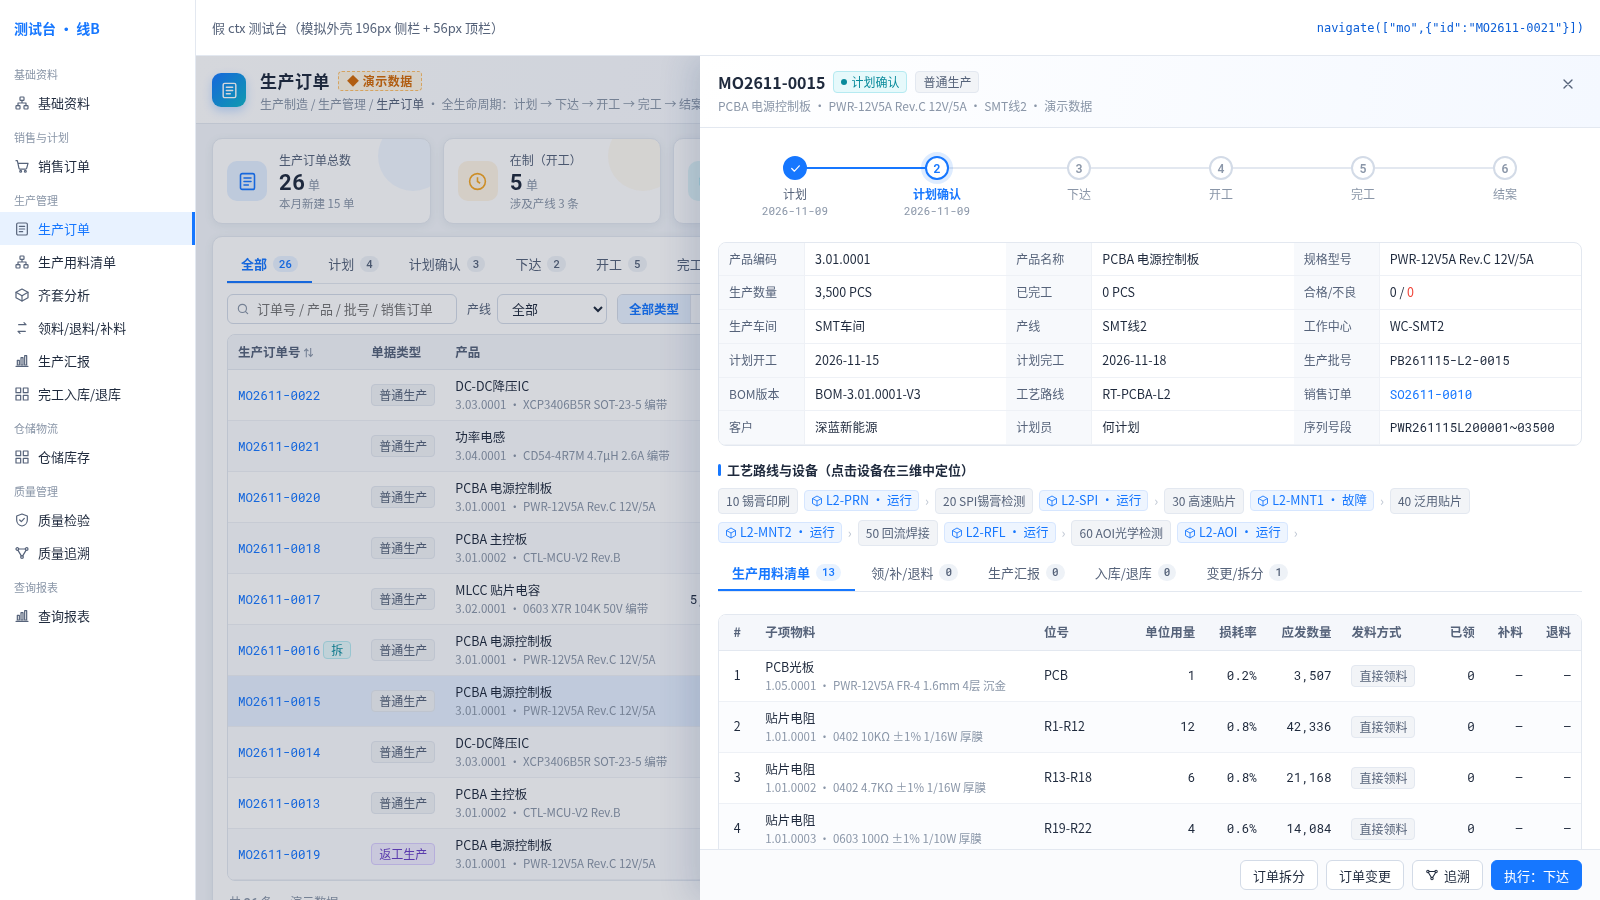 测试台 · 线B
假 ctx 测试台（模拟外壳 196px 侧栏 + 56px 顶栏）
navigate(["mo",{"id":"MO2611-0021"}])
基础资料
基础资料
销售与计划
销售订单
生产管理
生产订单
生产用料清单
齐套分析
领料/退料/补料
生产汇报
完工入库/退库
仓储物流
仓储库存
质量管理
质量检验
质量追溯
查询报表
查询报表
生产订单
◆ 演示数据
生产制造 / 生产管理 / 生产订单 · 全生命周期：计划 → 下达 → 开工 → 完工 → 结案
生产订单总数
26 单
本月新建 15 单
在制（开工）
5 单
涉及产线 3 条
全部 26
计划 4
计划确认 3
下达 2
开工 5
完工
订单号 / 产品 / 批号 / 销售订单
产线
全部
全部类型
生产订单号 单据类型 产品
MO2611-0022 普通生产 DC-DC降压IC
3.03.0001 · XCP3406B5R SOT-23-5 编带
MO2611-0021 普通生产 功率电感
3.04.0001 · CD54-4R7M 4.7μH 2.6A 编带
MO2611-0020 普通生产 PCBA 电源控制板
3.01.0001 · PWR-12V5A Rev.C 12V/5A
MO2611-0018 普通生产 PCBA 主控板
3.01.0002 · CTL-MCU-V2 Rev.B
MO2611-0017 普通生产 MLCC 贴片电容
3.02.0001 · 0603 X7R 104K 50V 编带
5,
MO2611-0016 拆 普通生产 PCBA 电源控制板
3.01.0001 · PWR-12V5A Rev.C 12V/5A
MO2611-0015 普通生产 PCBA 电源控制板
3.01.0001 · PWR-12V5A Rev.C 12V/5A
MO2611-0014 普通生产 DC-DC降压IC
3.03.0001 · XCP3406B5R SOT-23-5 编带
MO2611-0013 普通生产 PCBA 主控板
3.01.0002 · CTL-MCU-V2 Rev.B
MO2611-0019 返工生产 PCBA 电源控制板
3.01.0001 · PWR-12V5A Rev.C 12V/5A
MO2611-0015 计划确认 普通生产
PCBA 电源控制板 · PWR-12V5A Rev.C 12V/5A · SMT线2 · 演示数据
2 3 4 5 6
计划 计划确认 下达 开工 完工 结案
2026-11-09 2026-11-09
产品编码 3.01.0001 产品名称 PCBA 电源控制板 规格型号 PWR-12V5A Rev.C 12V/5A
生产数量 3,500 PCS 已完工 0 PCS 合格/不良 0 / 0
生产车间 SMT车间 产线 SMT线2 工作中心 WC-SMT2
计划开工 2026-11-15 计划完工 2026-11-18 生产批号 PB261115-L2-0015
BOM版本 BOM-3.01.0001-V3 工艺路线 RT-PCBA-L2 销售订单 SO2611-0010
客户 深蓝新能源 计划员 何计划 序列号段 PWR261115L200001~03500
工艺路线与设备（点击设备在三维中定位）
10 锡膏印刷 L2-PRN · 运行 › 20 SPI锡膏检测 L2-SPI · 运行 › 30 高速贴片 L2-MNT1 · 故障 › 40 泛用贴片
L2-MNT2 · 运行 › 50 回流焊接 L2-RFL · 运行 › 60 AOI光学检测 L2-AOI · 运行 ›
生产用料清单 13 领/补/退料 0 生产汇报 0 入库/退库 0 变更/拆分 1
# 子项物料 位号 单位用量 损耗率 应发数量 发料方式 已领 补料 退料
1 PCB光板 PCB 1 0.2% 3,507 直接领料 0 – –
1.05.0001 · PWR-12V5A FR-4 1.6mm 4层 沉金
2 贴片电阻 R1-R12 12 0.8% 42,336 直接领料 0 – –
1.01.0001 · 0402 10KΩ ±1% 1/16W 厚膜
3 贴片电阻 R13-R18 6 0.8% 21,168 直接领料 0 – –
1.01.0002 · 0402 4.7KΩ ±1% 1/16W 厚膜
4 贴片电阻 R19-R22 4 0.6% 14,084 直接领料 0 – –
1.01.0003 · 0603 100Ω ±1% 1/10W 厚膜
订单拆分 订单变更 追溯 执行：下达